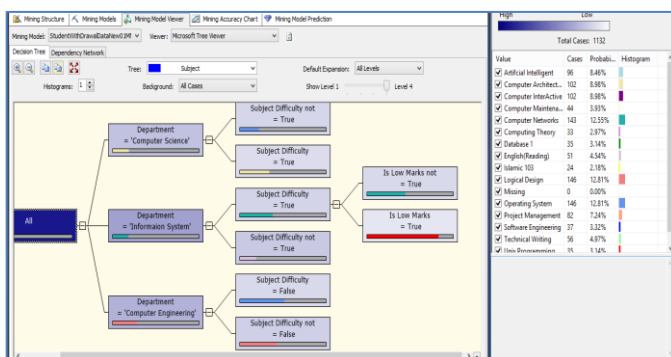 Mining Structure Mining Models Mining Model Viewer Mining Accuracy Chart Mining Model Prediction
Mining Model: StudentWithDrawalDataNew01M Viewer: Microsoft Tree Viewer
Decision Tree Dependency Network
Tree: Subject Default Expansion: All Levels
Histograms: 1 Background: All Cases Show Level 1 Level 4
All
Department
= 'Computer Science'
Department
= 'Informaion System'
Department
= 'Computer Engineering'
Subject Difficulty not
= True
Subject Difficulty
= True
Subject Difficulty
= True
Subject Difficulty not
= True
Subject Difficulty
= False
Subject Difficulty not
= False
Is Low Marks not
= True
Is Low Marks
= True
High Low
Total Cases: 1132
Value Cases Probabi... Histogram
Artificial Intelligent 96 8.46%
Computer Architect... 102 8.98%
Computer InterActive 102 8.98%
Computer Maintena... 44 3.93%
Computer Networks 143 12.55%
Computing Theory 33 2.97%
Database 1 35 3.14%
English(Reading) 51 4.54%
Islamic 103 24 2.18%
Logical Design 146 12.81%
Missing 0 0.00%
Operating System 146 12.81%
Project Management 82 7.24%
Software Engineering 37 3.32%
Technical Writing 56 4.97%
Unix Programming 35 3.14%